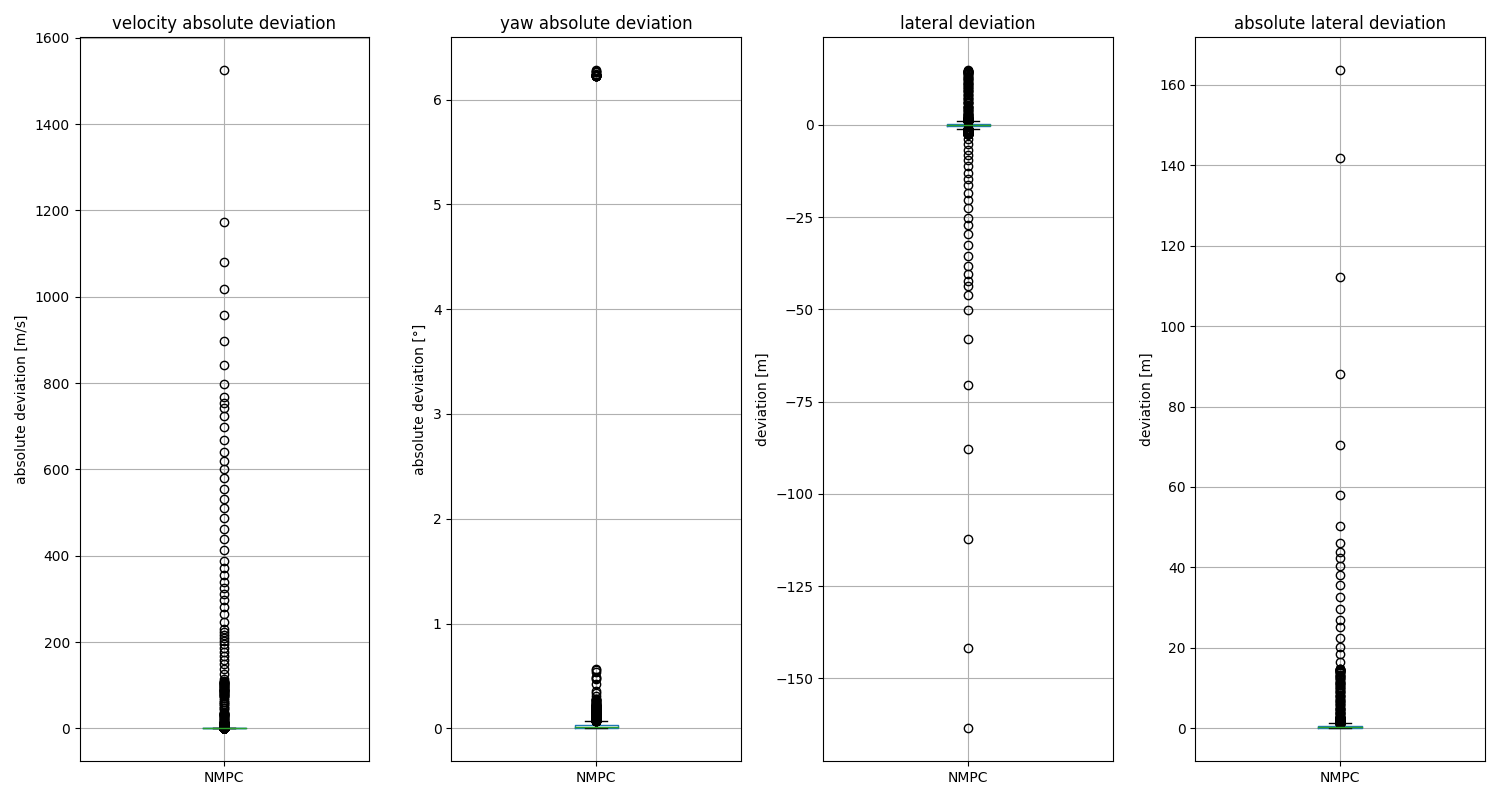 velocity absolute deviation
absolute deviation [m/s]
1600
1400
1200
1000
800
600
400
200
0
NMPC
yaw absolute deviation
absolute deviation [°]
6
5
4
3
2
1
0
NMPC
lateral deviation
deviation [m]
0
−25
−50
−75
−100
−125
−150
NMPC
absolute lateral deviation
deviation [m]
160
140
120
100
80
60
40
20
0
NMPC